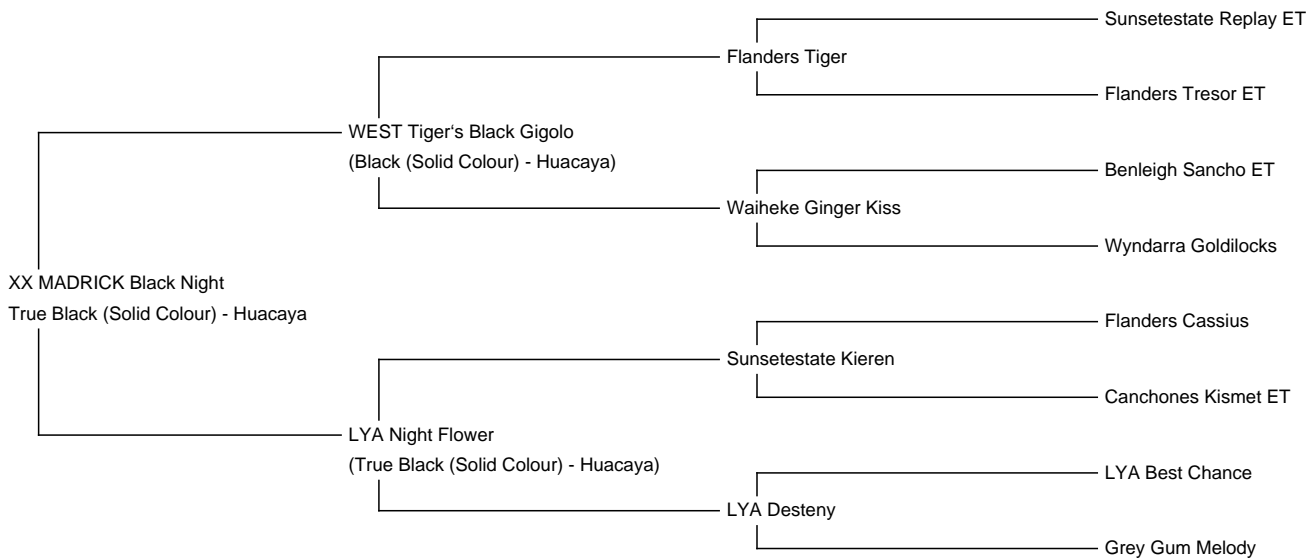 Sunsetestate Replay ET
Flanders Tiger
Flanders Tresor ET
WEST Tiger‘s Black Gigolo
(Black (Solid Colour) - Huacaya)
Benleigh Sancho ET
Waiheke Ginger Kiss
Wyndarra Goldilocks
XX MADRICK Black Night
True Black (Solid Colour) - Huacaya
Flanders Cassius
Sunsetestate Kieren
Canchones Kismet ET
LYA Night Flower
(True Black (Solid Colour) - Huacaya)
LYA Best Chance
LYA Desteny
Grey Gum Melody